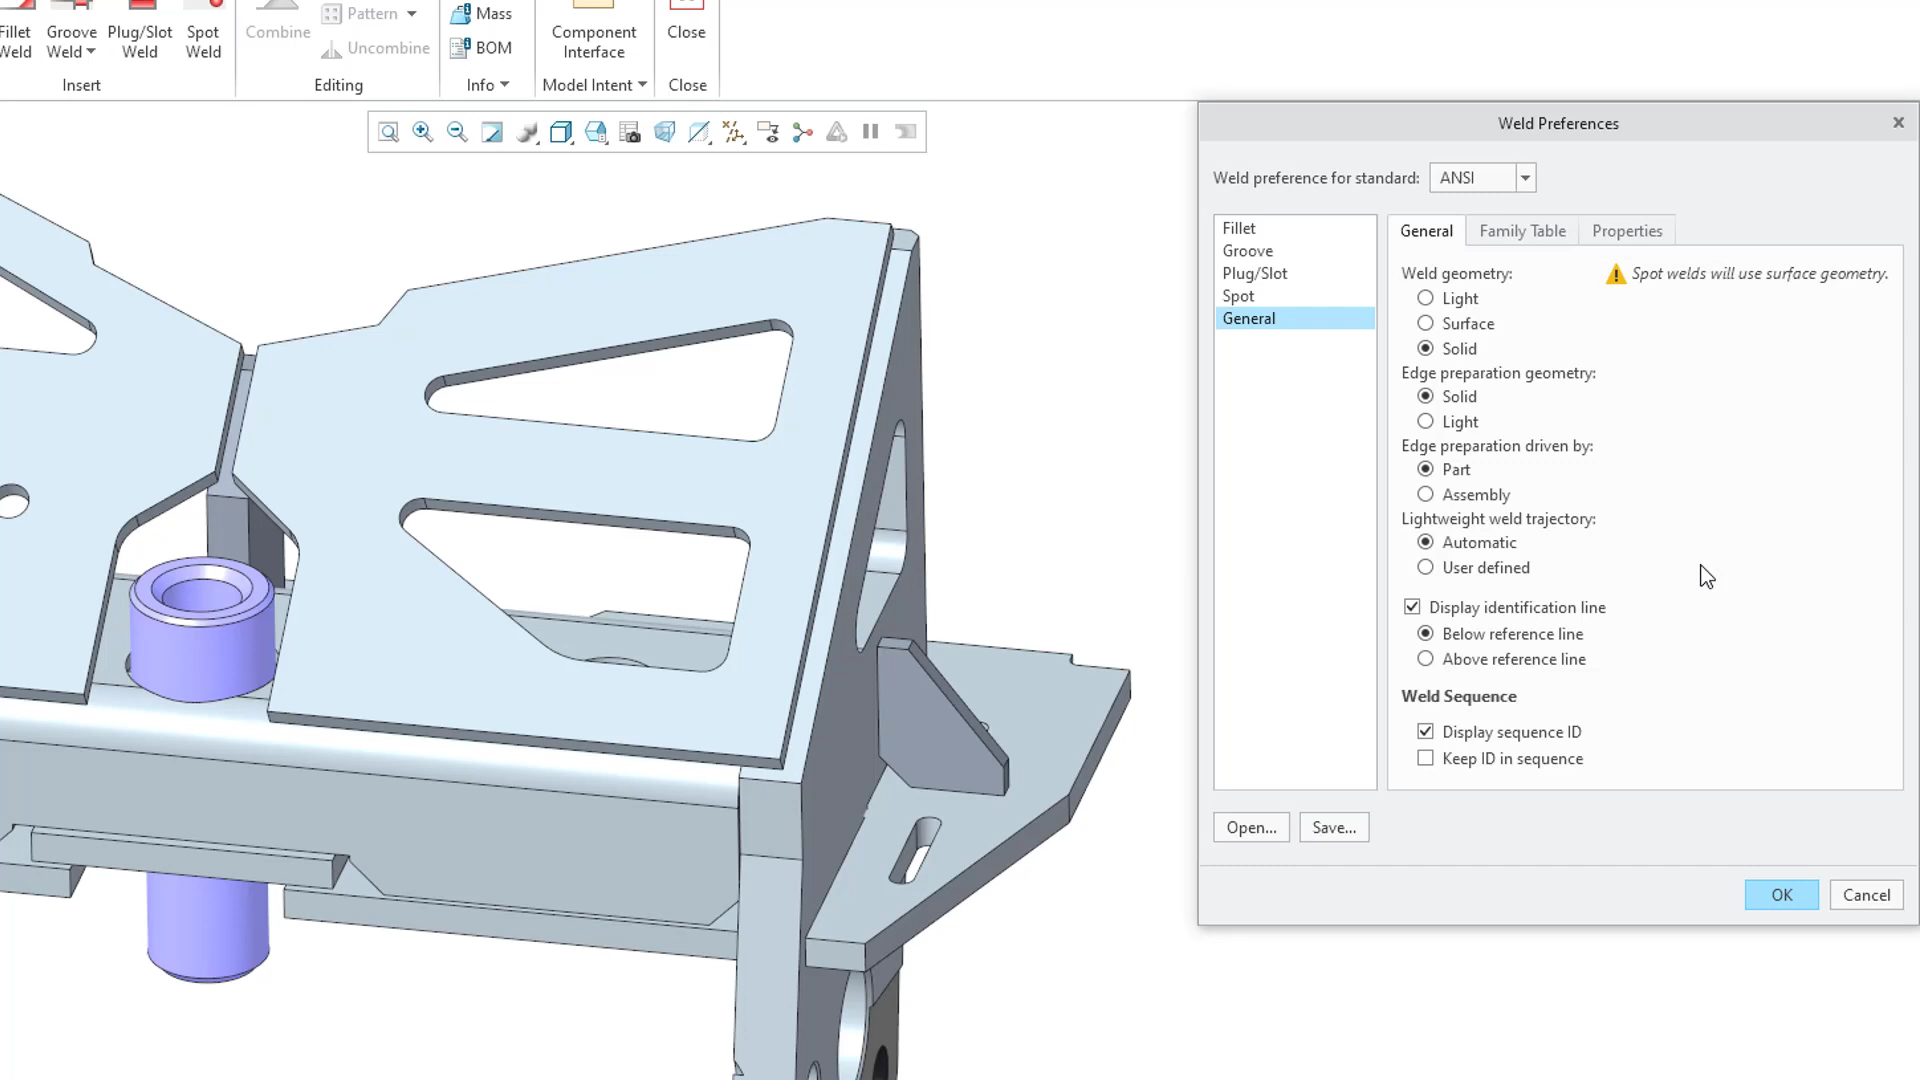 Fillet
Weld
Groove
Weld
Plug/Slot
Weld
Spot
Weld
Insert
Combine
Pattern
Uncombine
Editing
Mass
BOM
Info
Component
Interface
Model Intent
Close
Close
Weld Preferences
Weld preference for standard: ANSI
Fillet
Groove
Plug/Slot
Spot
General
General Family Table Properties
Weld geometry: Spot welds will use surface geometry.
Light
Surface
Solid
Edge preparation geometry:
Solid
Light
Edge preparation driven by:
Part
Assembly
Lightweight weld trajectory:
Automatic
User defined
Display identification line
Below reference line
Above reference line
Weld Sequence
Display sequence ID
Keep ID in sequence
Open... Save...
OK Cancel